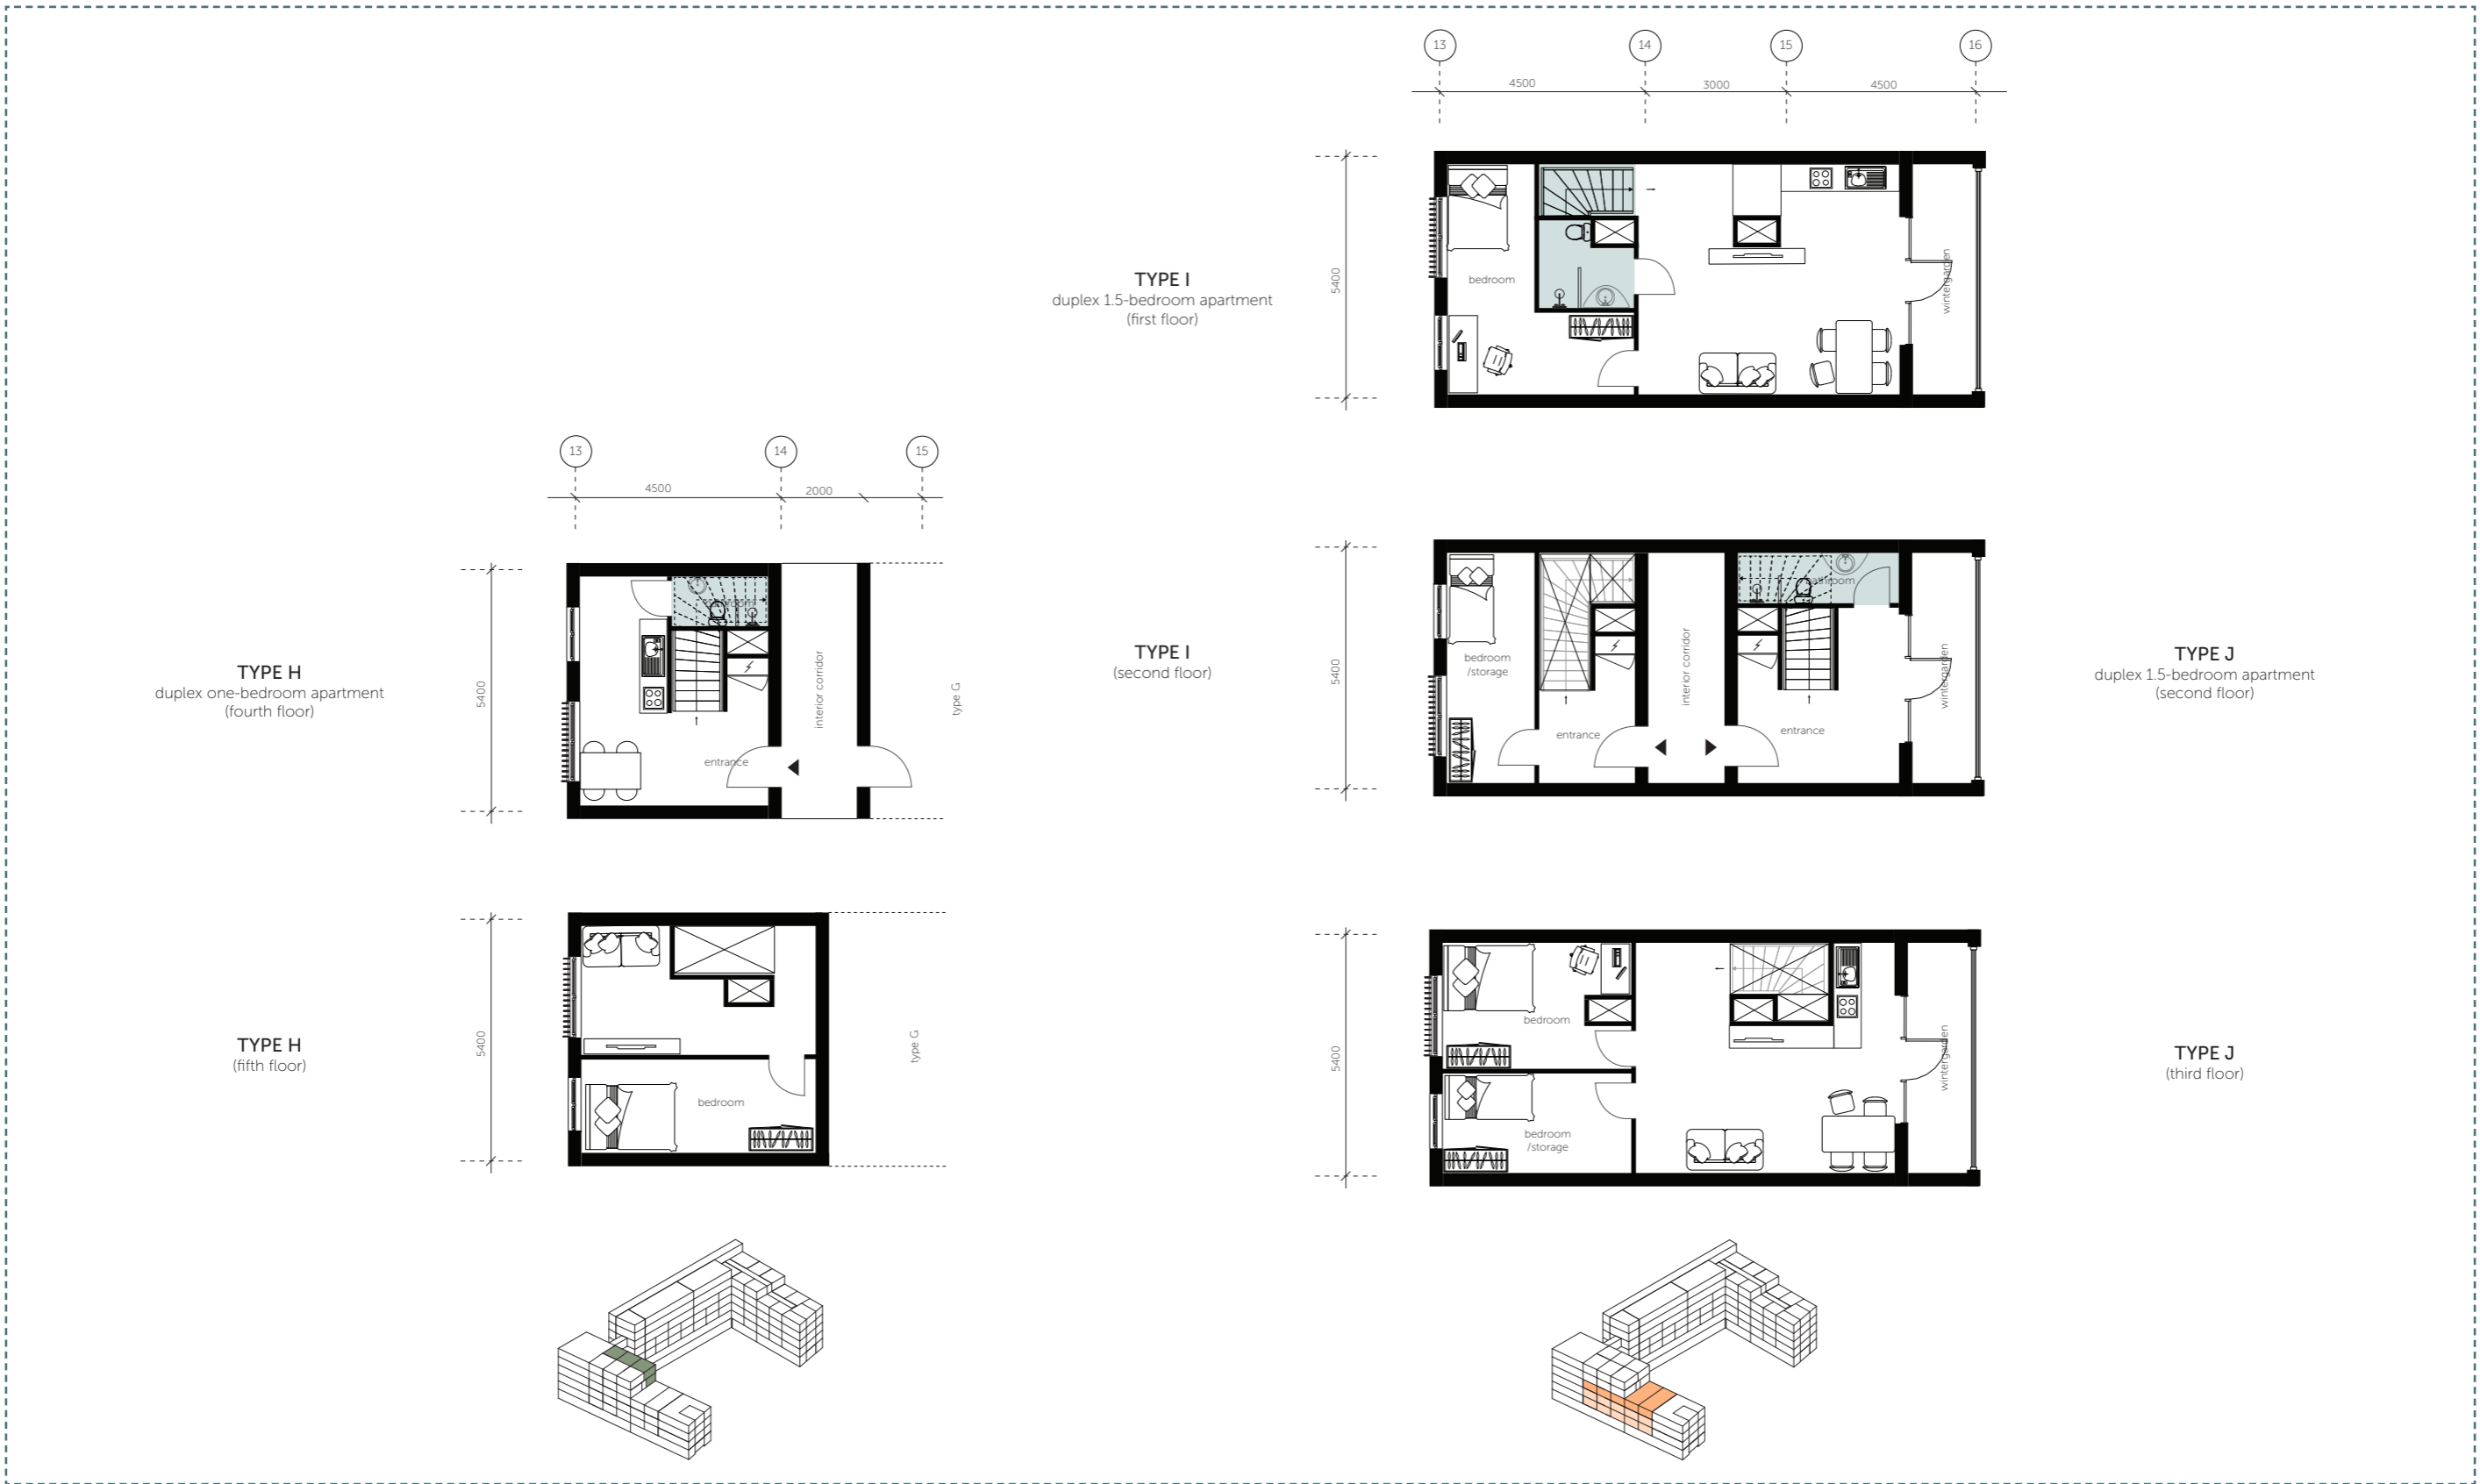 13
14
15
16
4500
3000
4500
TYPE I
duplex 1.5-bedroom apartment
(first floor)
5400
bedroom
wintergarden
13
14
15
4500
2000
TYPE H
duplex one-bedroom apartment
(fourth floor)
5400
bathroom
entrance
interior corridor
type G
TYPE I
(second floor)
5400
bedroom
/storage
entrance
interior corridor
bathroom
entrance
wintergarden
TYPE J
duplex 1.5-bedroom apartment
(second floor)
TYPE H
(fifth floor)
5400
bedroom
type G
5400
bedroom
bedroom
/storage
wintergarden
TYPE J
(third floor)